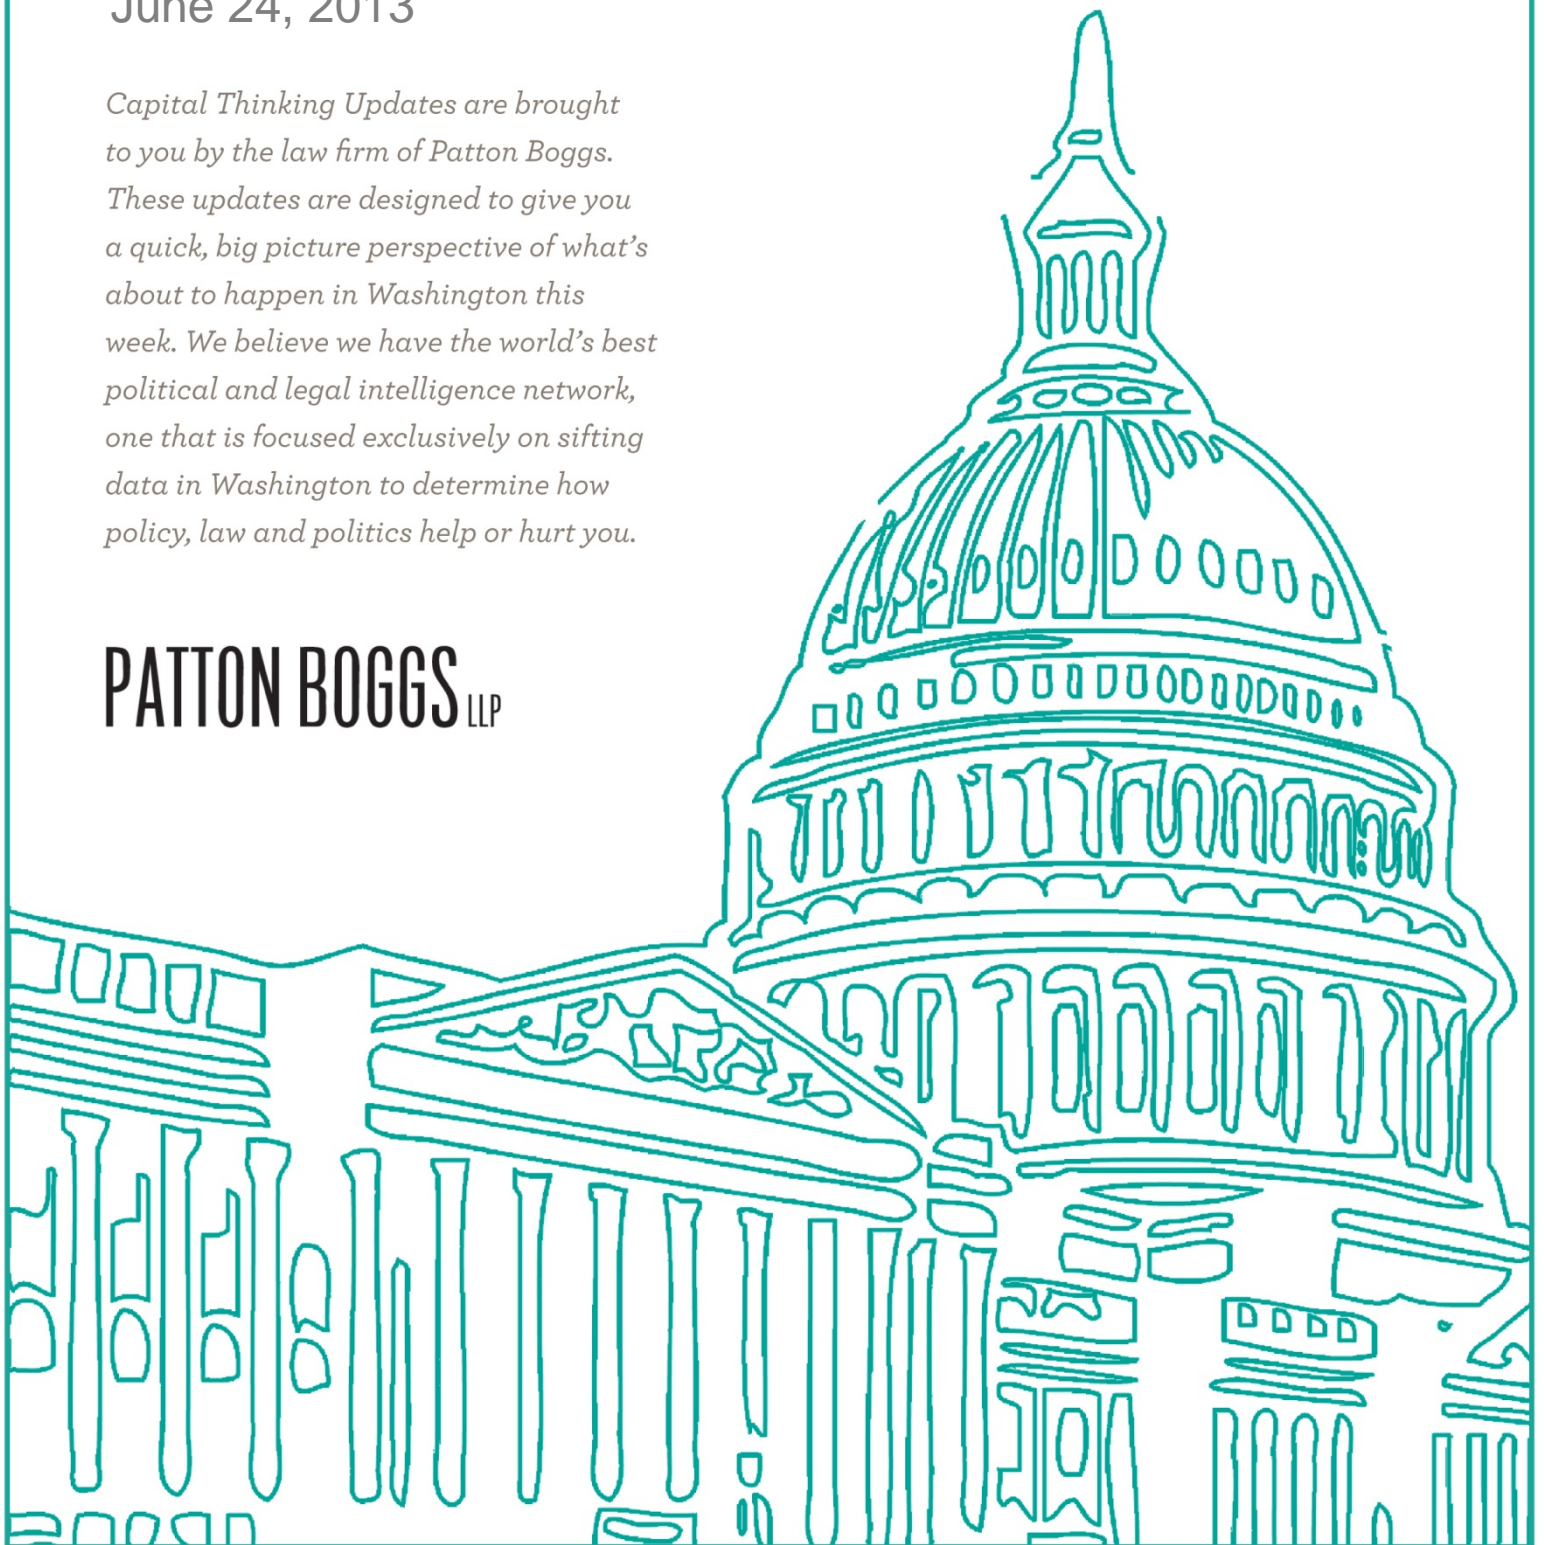 June 24, 2013
Capital Thinking Updates are brought
to you by the law firm of Patton Boggs.
These updates are designed to give you
a quick, big picture perspective of what’s
about to happen in Washington this
week. We believe we have the world’s best
political and legal intelligence network,
one that is focused exclusively on sifting
data in Washington to determine how
policy, law and politics help or hurt you.
PATTON BOGGS LLP